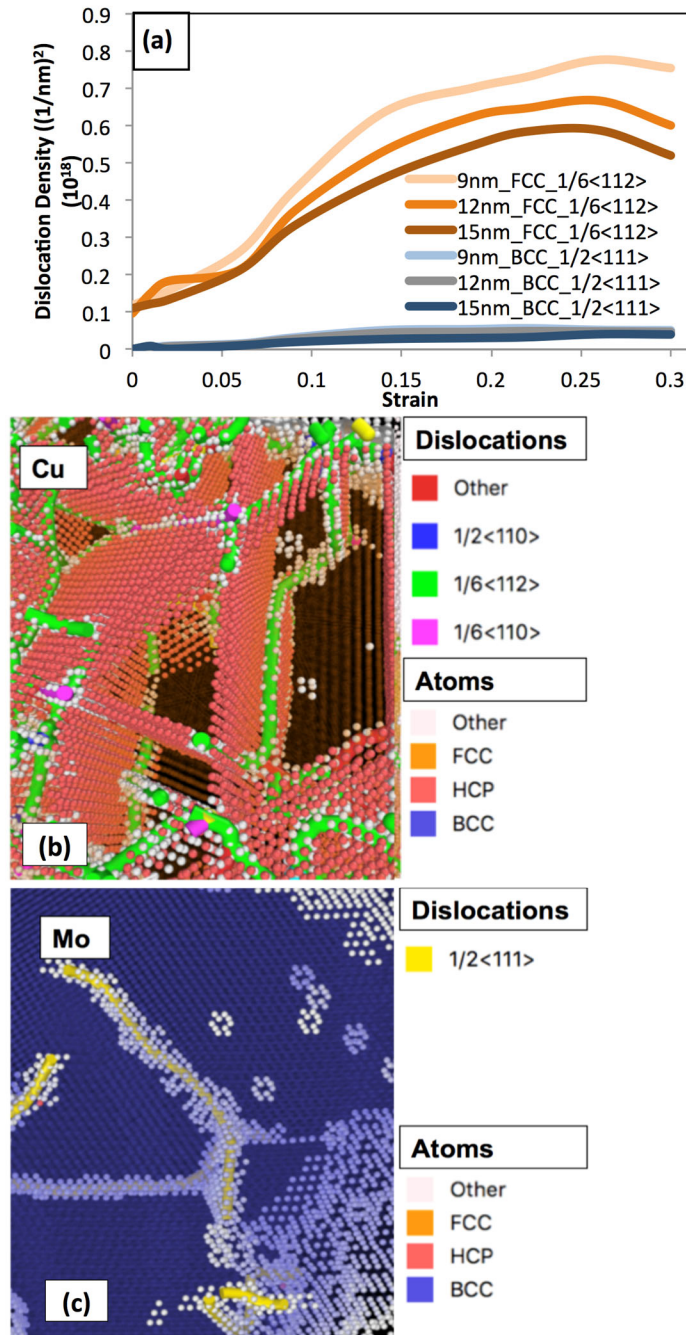 (a)
Dislocation Density ((1/nm)²)
(10¹⁸)
0.9
0.8
0.7
0.6
0.5
0.4
0.3
0.2
0.1
0
9nm_FCC_1/6<112>
12nm_FCC_1/6<112>
15nm_FCC_1/6<112>
9nm_BCC_1/2<111>
12nm_BCC_1/2<111>
15nm_BCC_1/2<111>
0 0.05 0.1 0.15 0.2 0.25 0.3
Strain
Cu
(b)
Dislocations
Other
1/2<110>
1/6<112>
1/6<110>
Atoms
Other
FCC
HCP
BCC
Mo
(c)
Dislocations
1/2<111>
Atoms
Other
FCC
HCP
BCC